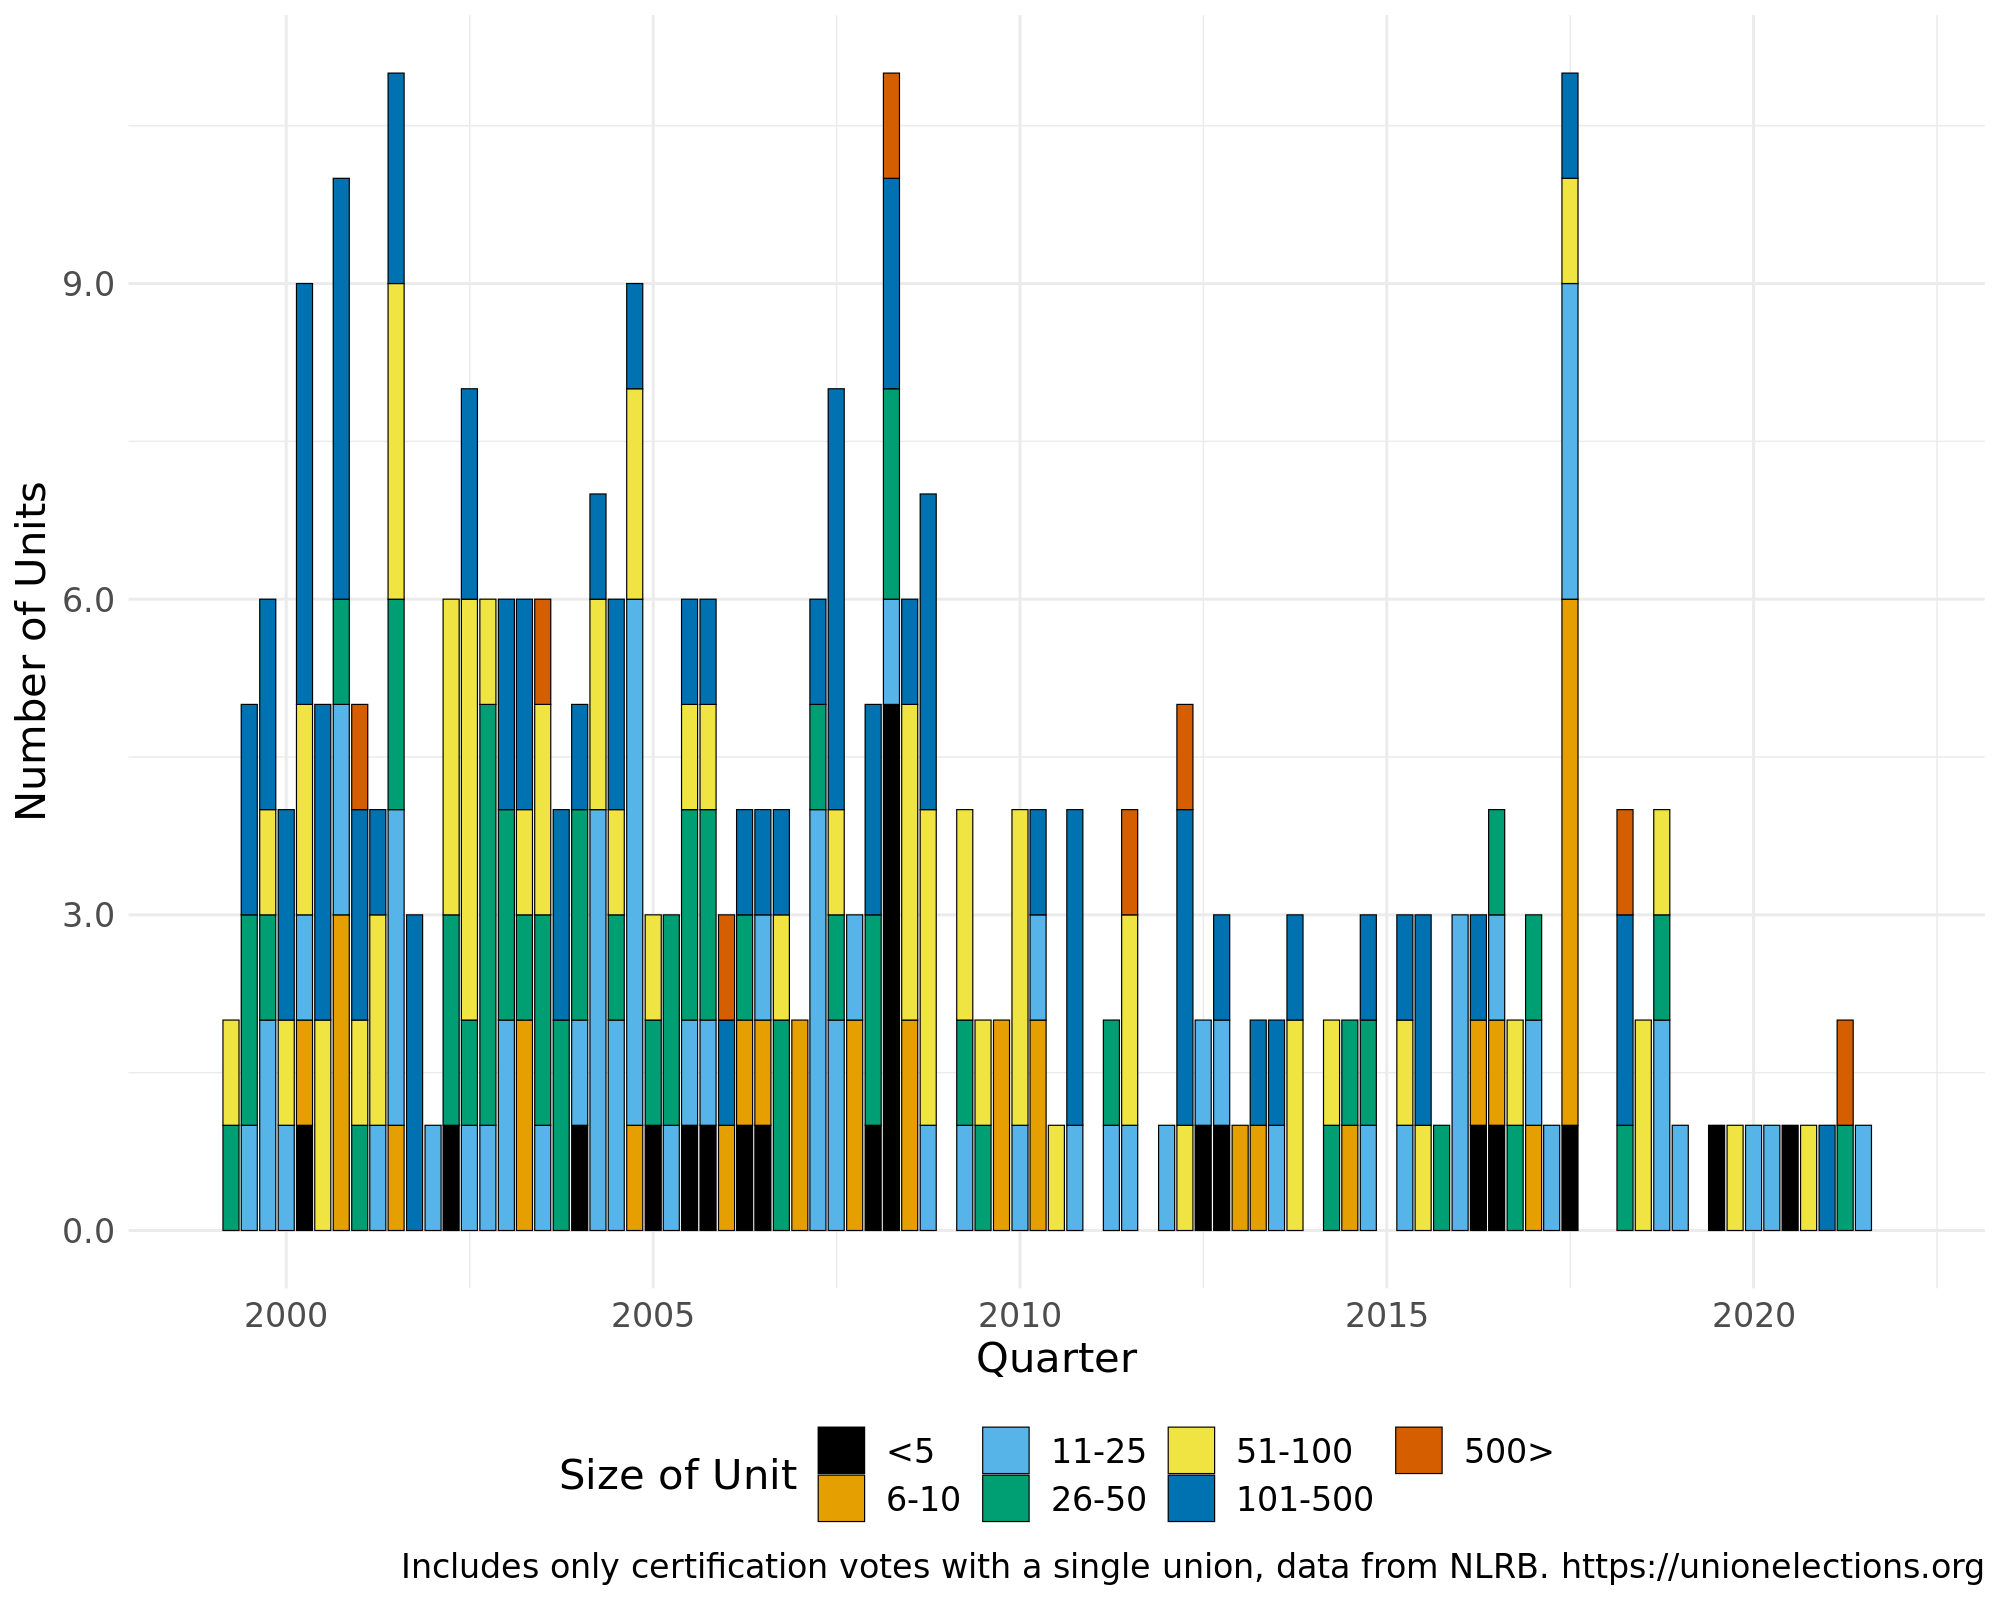 Number of Units
9.0
6.0
3.0
0.0
2000 2005 2010 2015 2020
Quarter
Size of Unit
<5 11-25 51-100 500>
6-10 26-50 101-500
Includes only certification votes with a single union, data from NLRB. https://unionelections.org